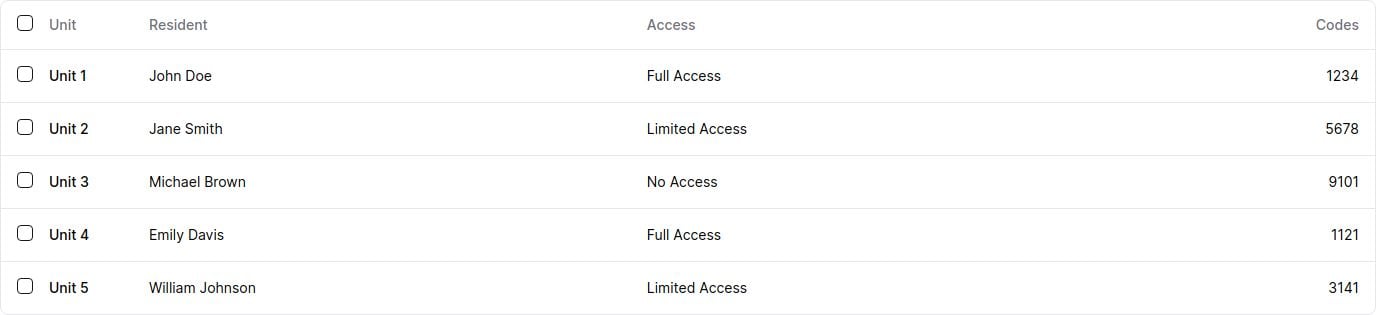 Unit Resident Access Codes
Unit 1 John Doe Full Access 1234
Unit 2 Jane Smith Limited Access 5678
Unit 3 Michael Brown No Access 9101
Unit 4 Emily Davis Full Access 1121
Unit 5 William Johnson Limited Access 3141